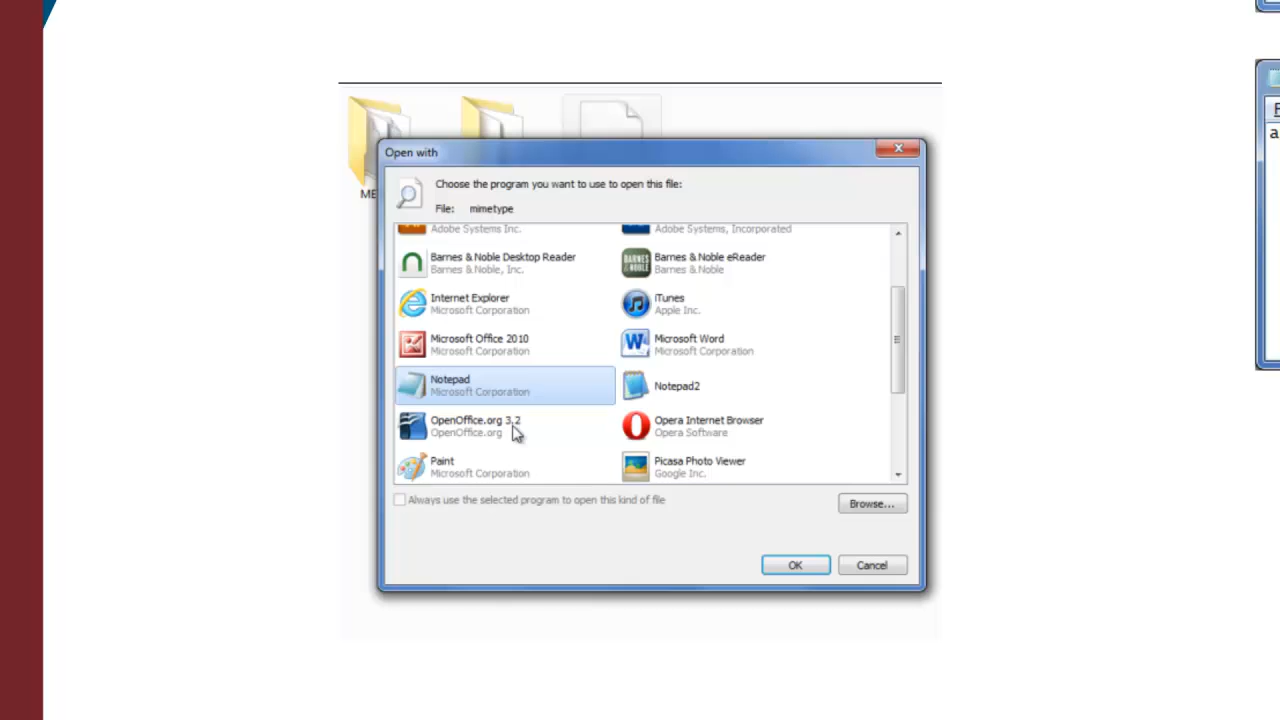 ME
Open with
Choose the program you want to use to open this file:
File: mimetype
Adobe Systems Inc.
Adobe Systems, Incorporated
Barnes & Noble Desktop Reader
Barnes & Noble, Inc.
Barnes & Noble eReader
Barnes & Noble
Internet Explorer
Microsoft Corporation
iTunes
Apple Inc.
Microsoft Office 2010
Microsoft Corporation
Microsoft Word
Microsoft Corporation
Notepad
Microsoft Corporation
Notepad2
OpenOffice.org 3.2
OpenOffice.org
Opera Internet Browser
Opera Software
Paint
Microsoft Corporation
Picasa Photo Viewer
Google Inc.
Always use the selected program to open this kind of file
Browse...
OK
Cancel
F
a